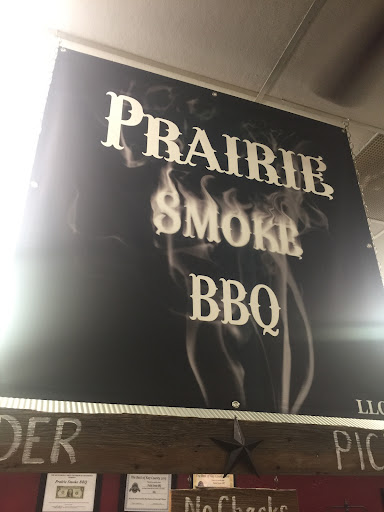 PRAIRIE
SMOKE
BBQ
LLC
DER
PIC
Prairie Smoke BBQ
No Checks